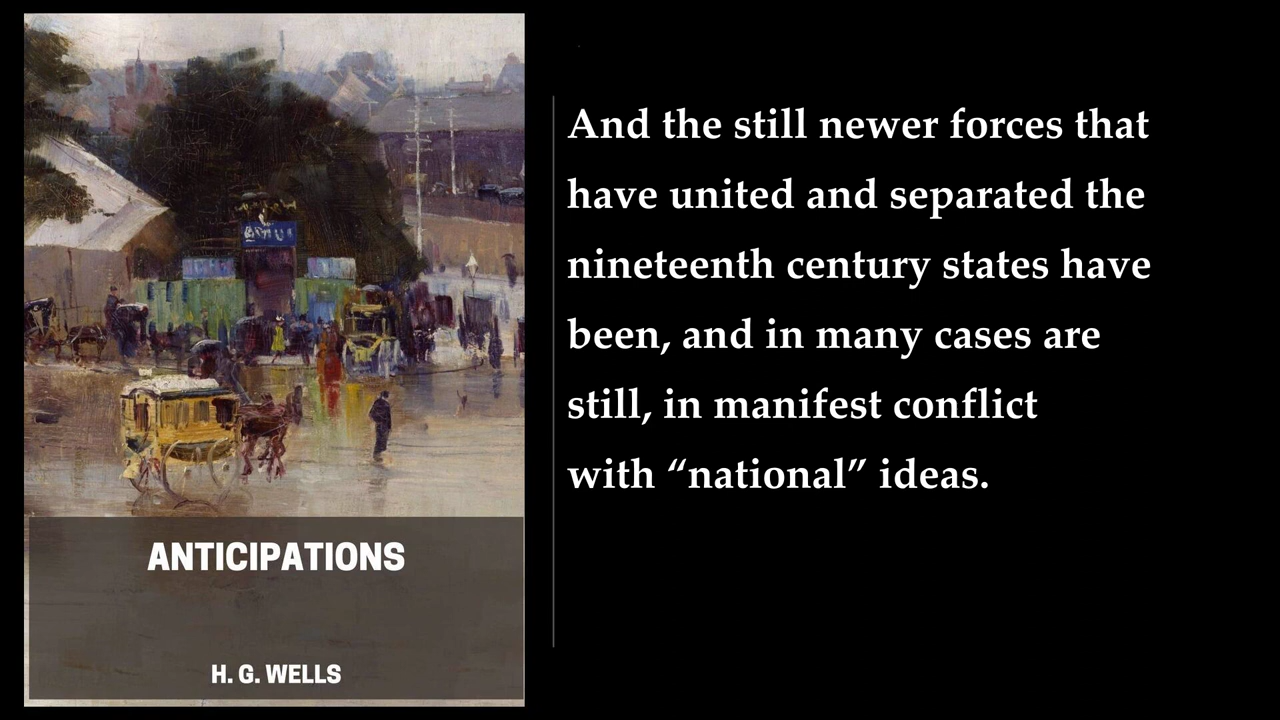 And the still newer forces that
have united and separated the
nineteenth century states have
been, and in many cases are
still, in manifest conflict
with “national” ideas.
ANTICIPATIONS
H. G. WELLS